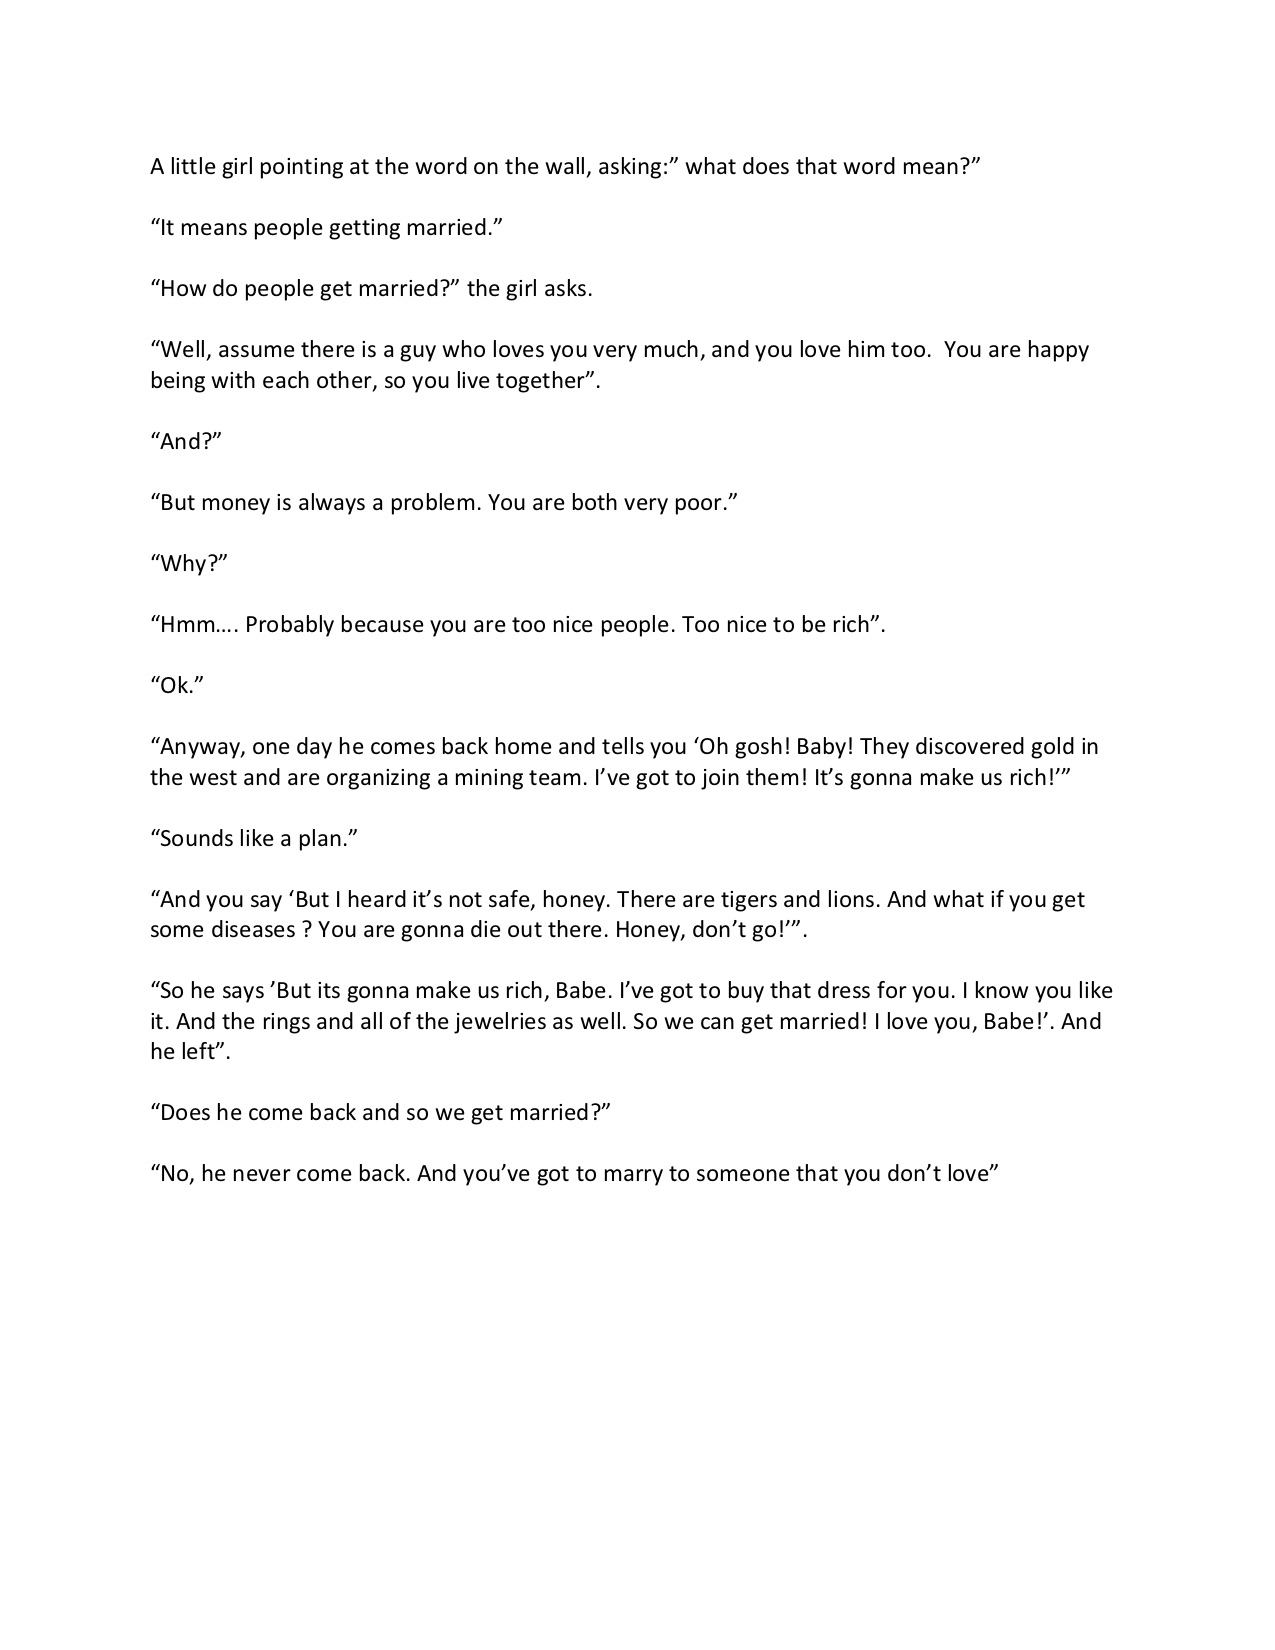 A little girl pointing at the word on the wall, asking:” what does that word mean?”
“It means people getting married.”
“How do people get married?” the girl asks.
“Well, assume there is a guy who loves you very much, and you love him too.  You are happy
being with each other, so you live together”.
“And?”
“But money is always a problem. You are both very poor.”
“Why?”
“Hmm…. Probably because you are too nice people. Too nice to be rich”.
“Ok.”
“Anyway, one day he comes back home and tells you ‘Oh gosh! Baby! They discovered gold in
the west and are organizing a mining team. I’ve got to join them! It’s gonna make us rich!’”
“Sounds like a plan.”
“And you say ‘But I heard it’s not safe, honey. There are tigers and lions. And what if you get
some diseases ? You are gonna die out there. Honey, don’t go!’”.
“So he says ’But its gonna make us rich, Babe. I’ve got to buy that dress for you. I know you like
it. And the rings and all of the jewelries as well. So we can get married! I love you, Babe!’. And
he left”.
“Does he come back and so we get married?”
“No, he never come back. And you’ve got to marry to someone that you don’t love”